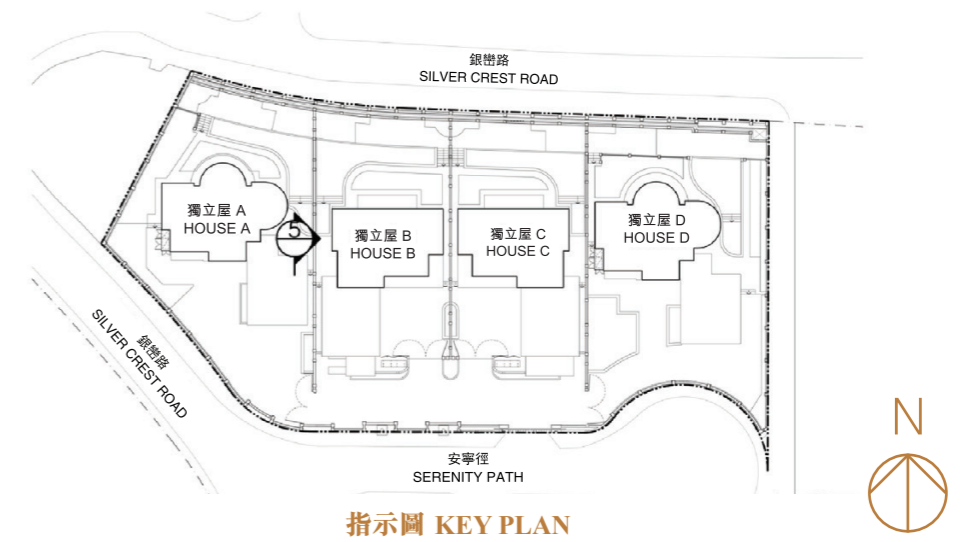 銀巒路
SILVER CREST ROAD
獨立屋 A
HOUSE A
5
獨立屋 B
HOUSE B
獨立屋 C
HOUSE C
獨立屋 D
HOUSE D
銀巒路
SILVER CREST ROAD
安寧徑
SERENITY PATH
N
指示圖 KEY PLAN